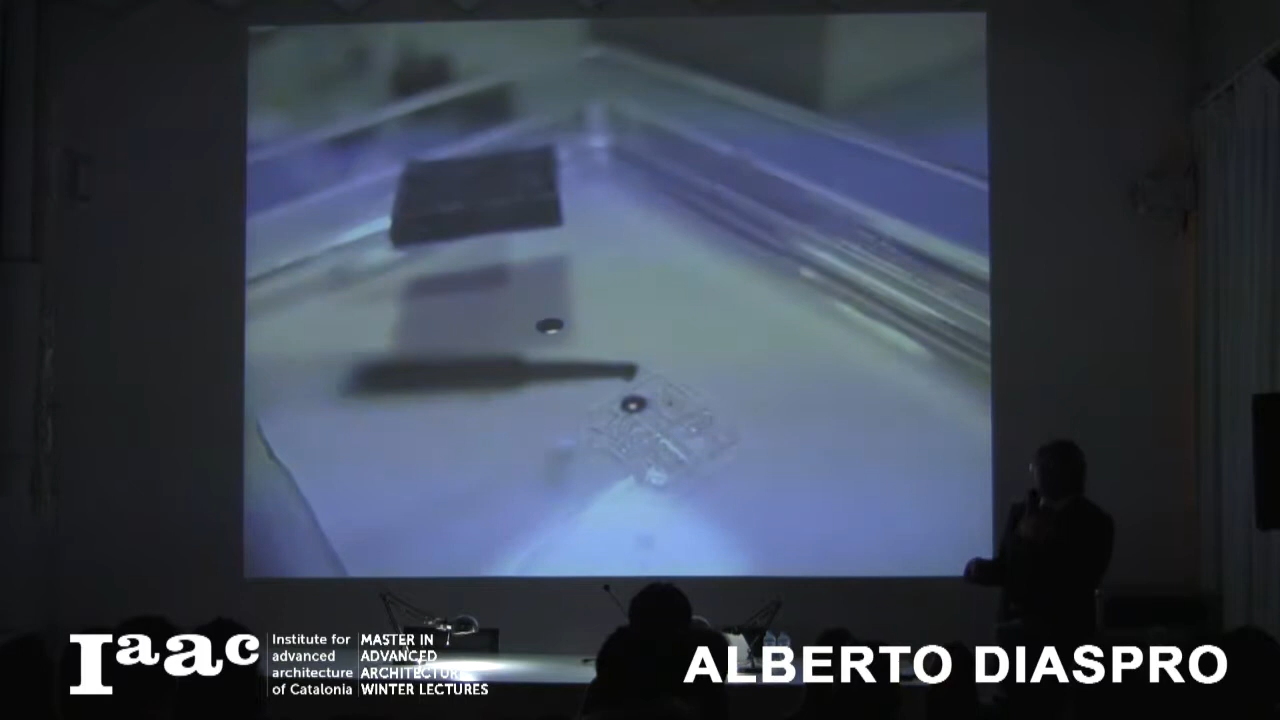 Iaac
Institute for
advanced
architecture
of Catalonia
MASTER IN
ADVANCED
ARCHITECTURE
WINTER LECTURES
ALBERTO DIASPRO